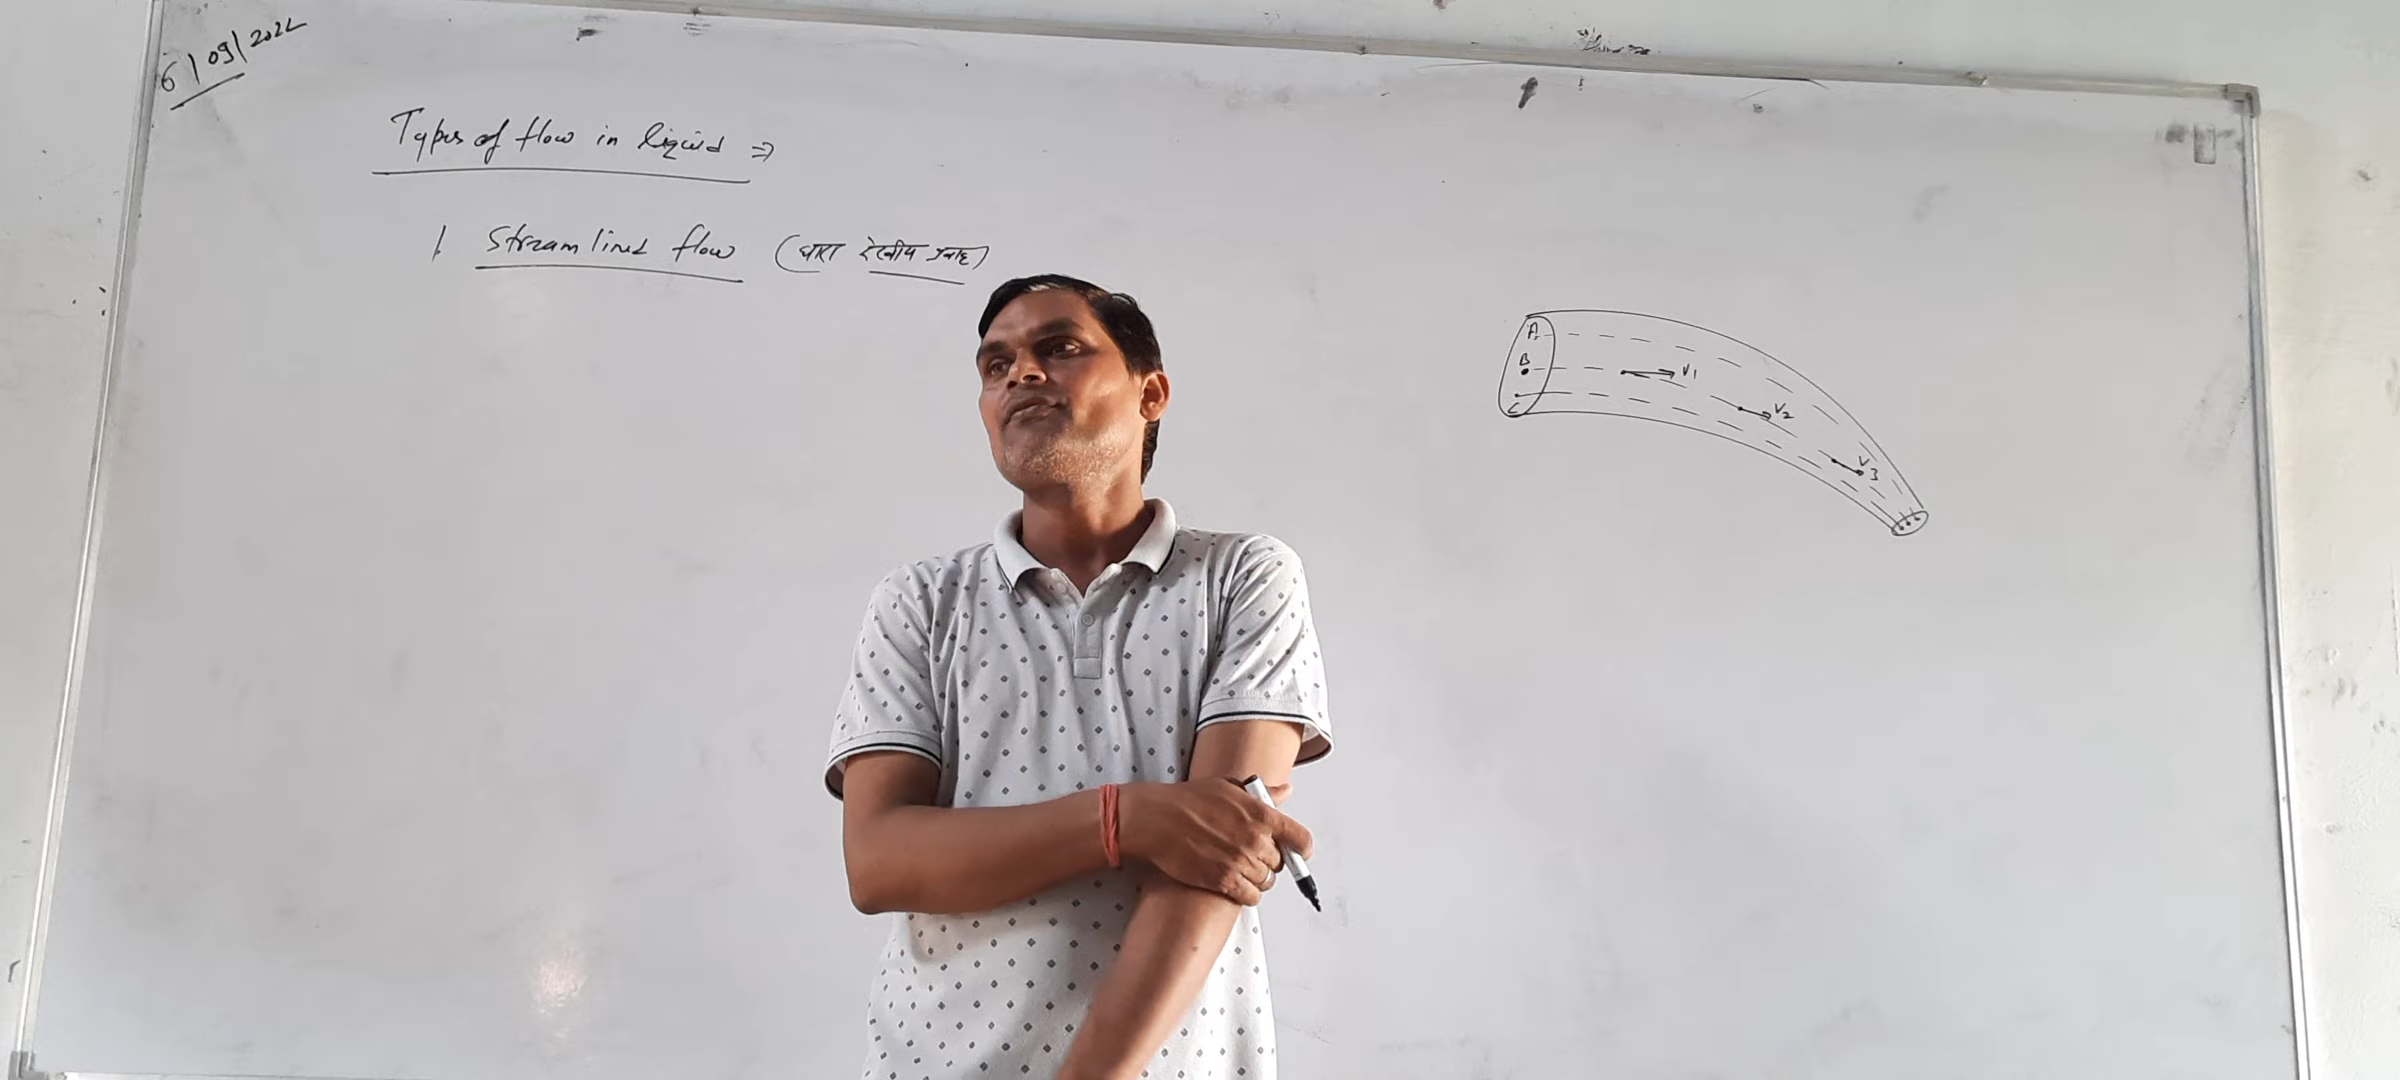 6/09/2022
Types of flow in liquid ⇒
1. Streamlined flow (धारा रेखीय प्रवाह)
A
B
C
V1
V2
V3